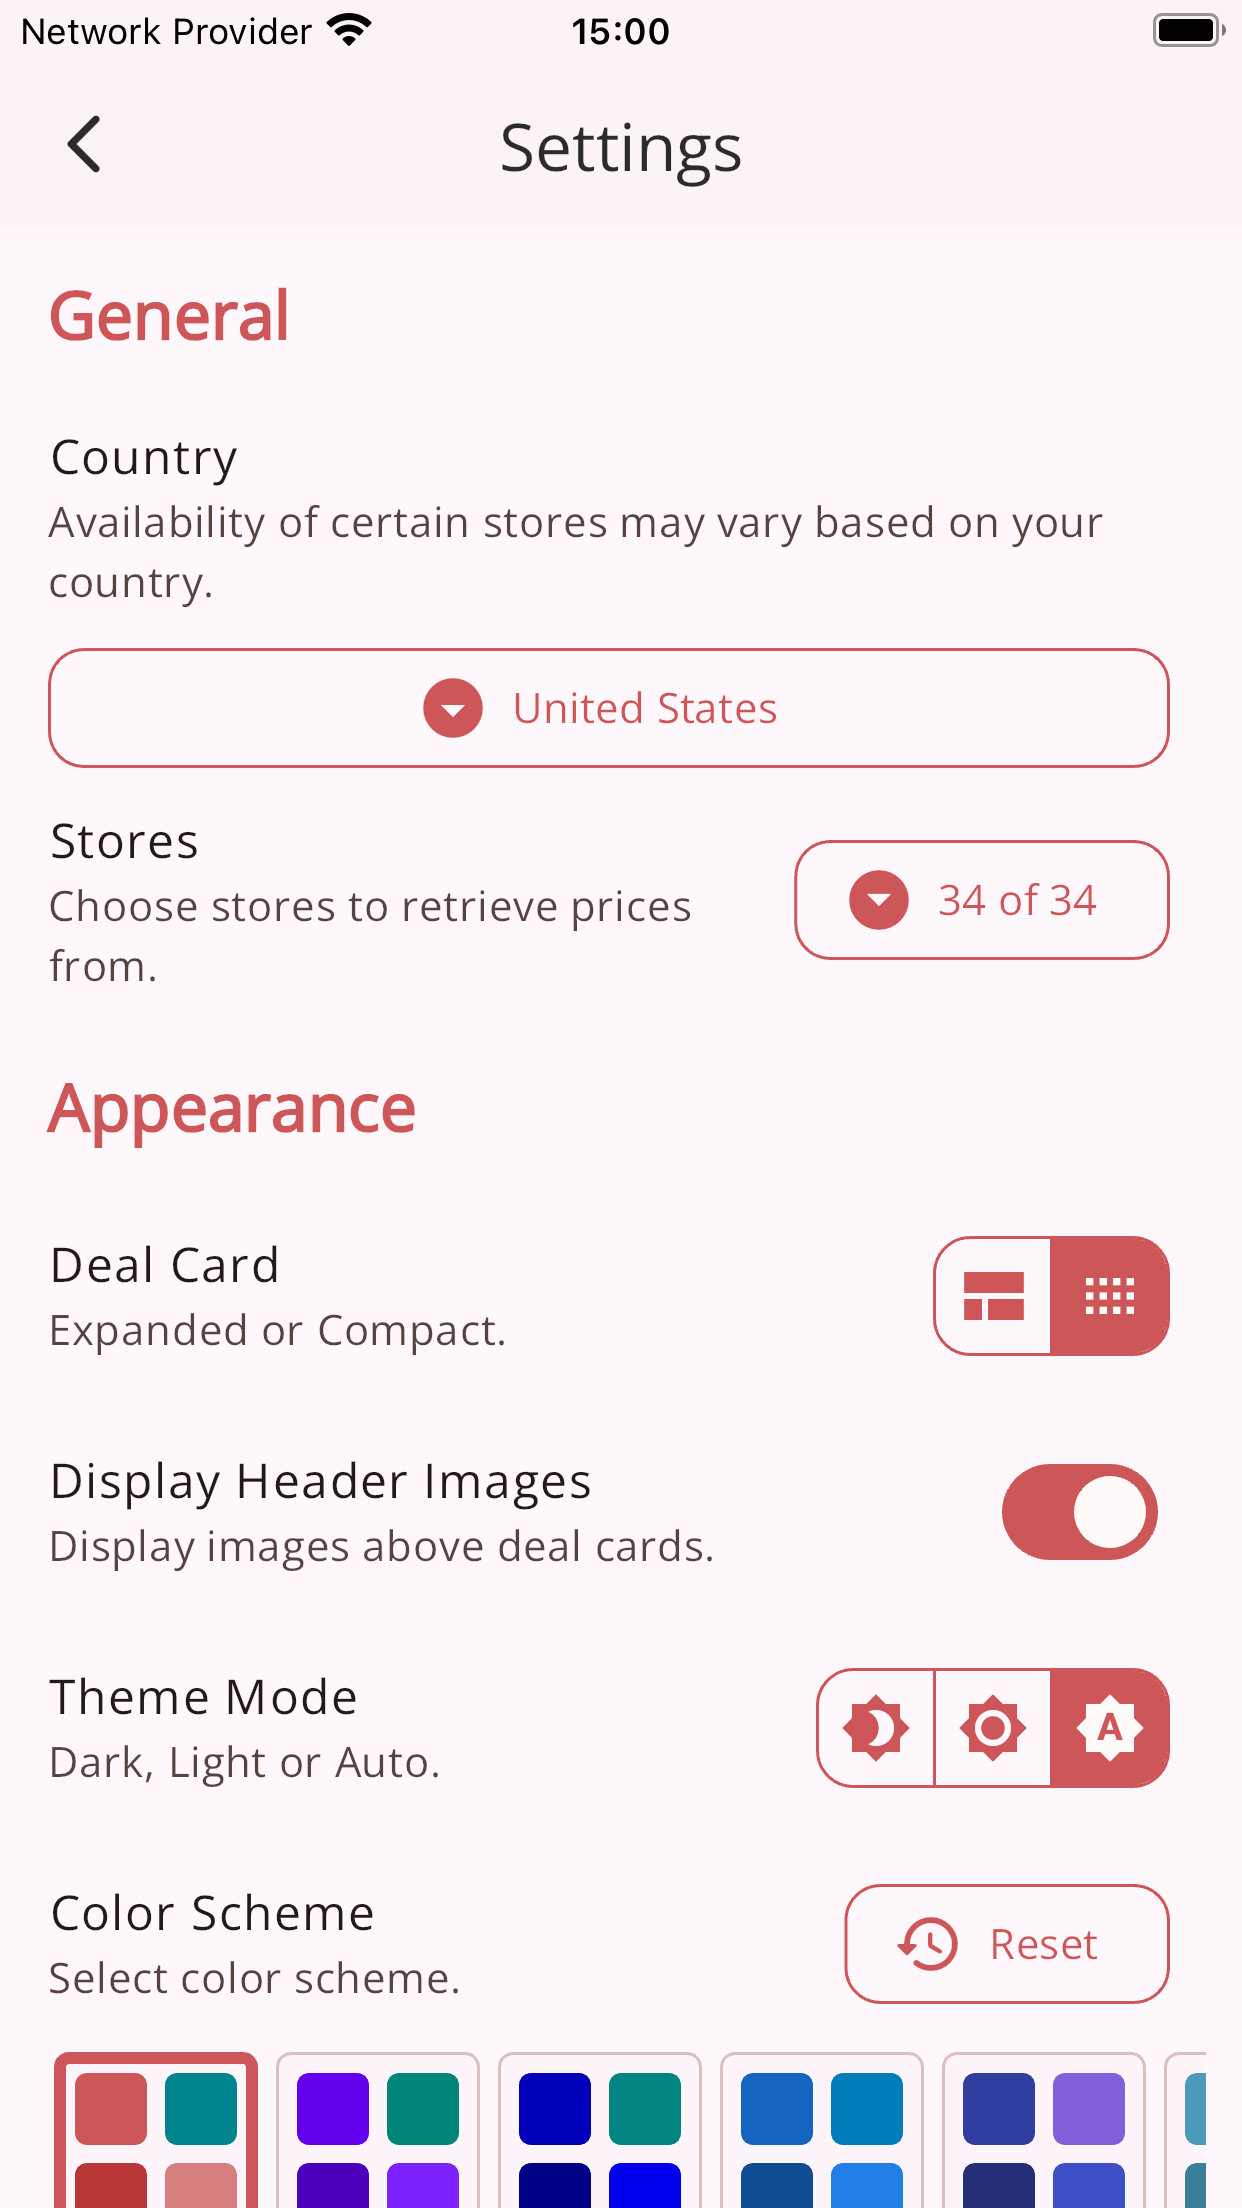 Network Provider
15:00
Settings
General
Country
Availability of certain stores may vary based on your
country.
United States
Stores
Choose stores to retrieve prices
from.
34 of 34
Appearance
Deal Card
Expanded or Compact.
Display Header Images
Display images above deal cards.
Theme Mode
Dark, Light or Auto.
A
Color Scheme
Select color scheme.
Reset